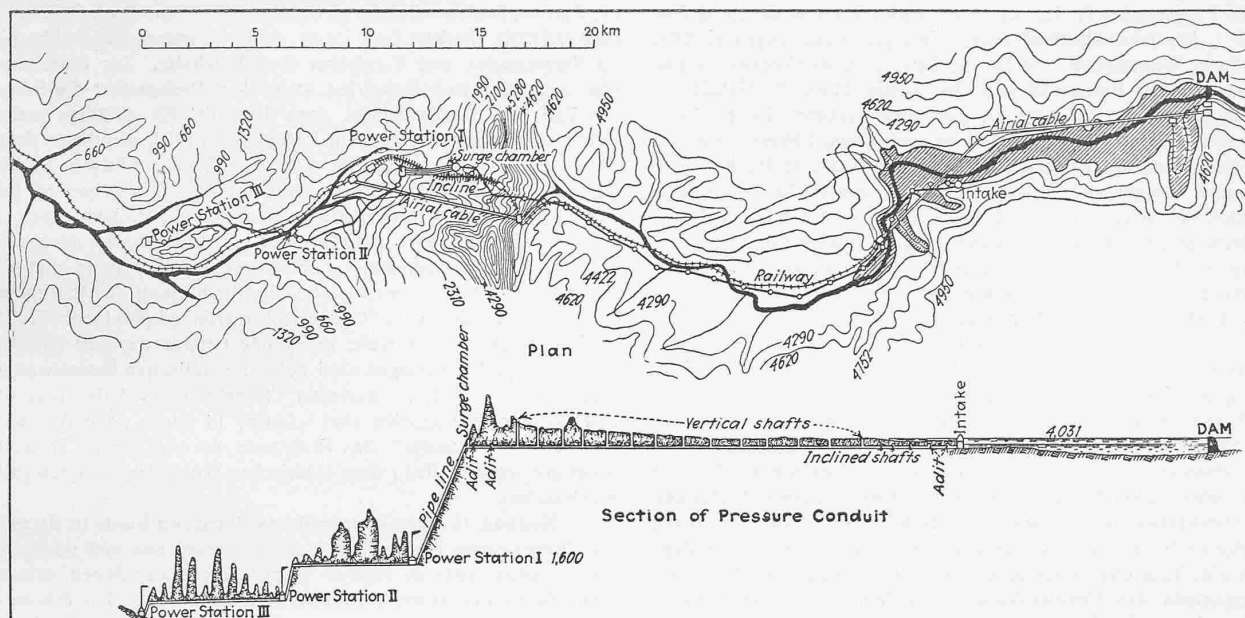 0 5 10 15 20 km
660
990
660
990
1320
990
1320
Power Station III
Power Station II
Power Station I
Surge chamber
Incline
Airial cable
1990
2100
5280
4620
4620
4950
4950
4620
4290
Airial cable
DAM
4620
Intake
Railway
1320
990
660
990
2310
4290
4620
4422
4290
4290
4620
4752
4950
Plan
Surge chamber
Vertical shafts
Intake
4,031
DAM
Adit
Adit
Inclined shafts
Adit
Pipe line
Section of Pressure Conduit
Power Station I 1,600
Power Station II
Power Station III